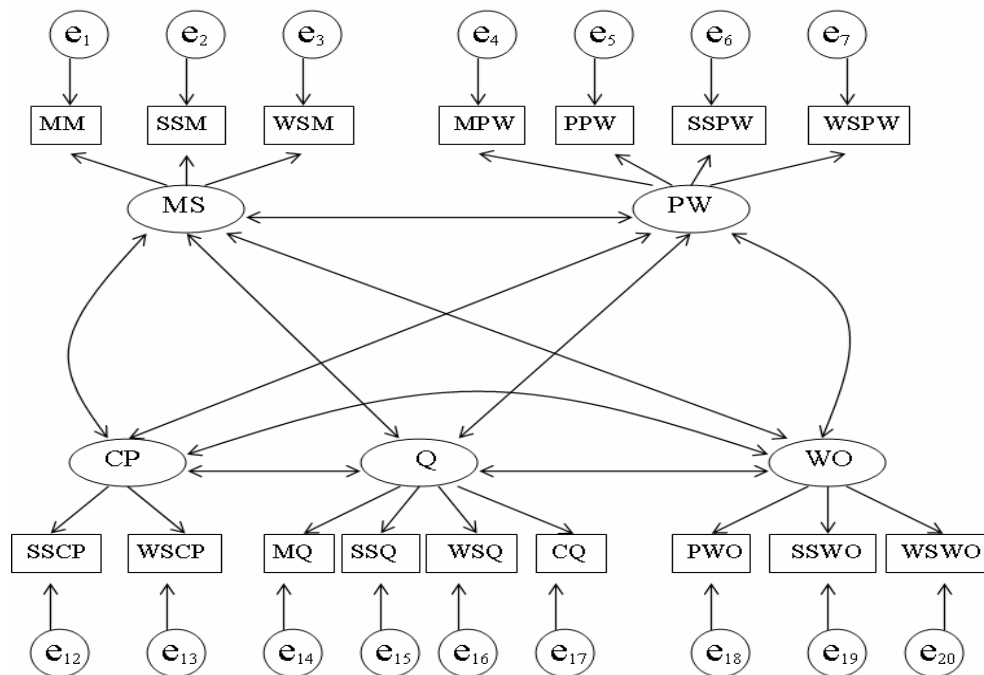 e1 e2 e3 e4 e5 e6 e7
MM SSM WSM MPW PPW SSPW WSPW
MS PW
CP Q WO
SSCP WSCP MQ SSQ WSQ CQ PWO SSWO WSWO
e12 e13 e14 e15 e16 e17 e18 e19 e20